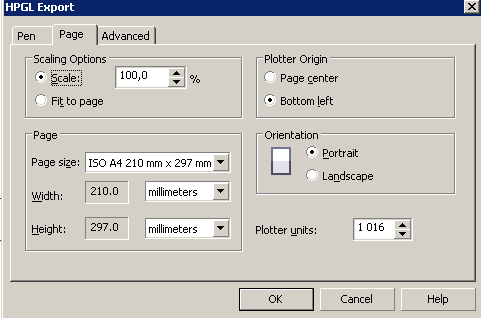 HPGL Export
Pen Page Advanced
Scaling Options
Scale: 100,0 %
Fit to page
Plotter Origin
Page center
Bottom left
Page
Page size: ISO A4 210 mm x 297 mm
Width: 210.0 millimeters
Height: 297.0 millimeters
Orientation
Portrait
Landscape
Plotter units: 1 016
OK Cancel Help